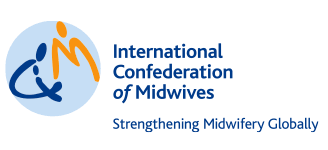 International
Confederation
of Midwives
Strengthening Midwifery Globally